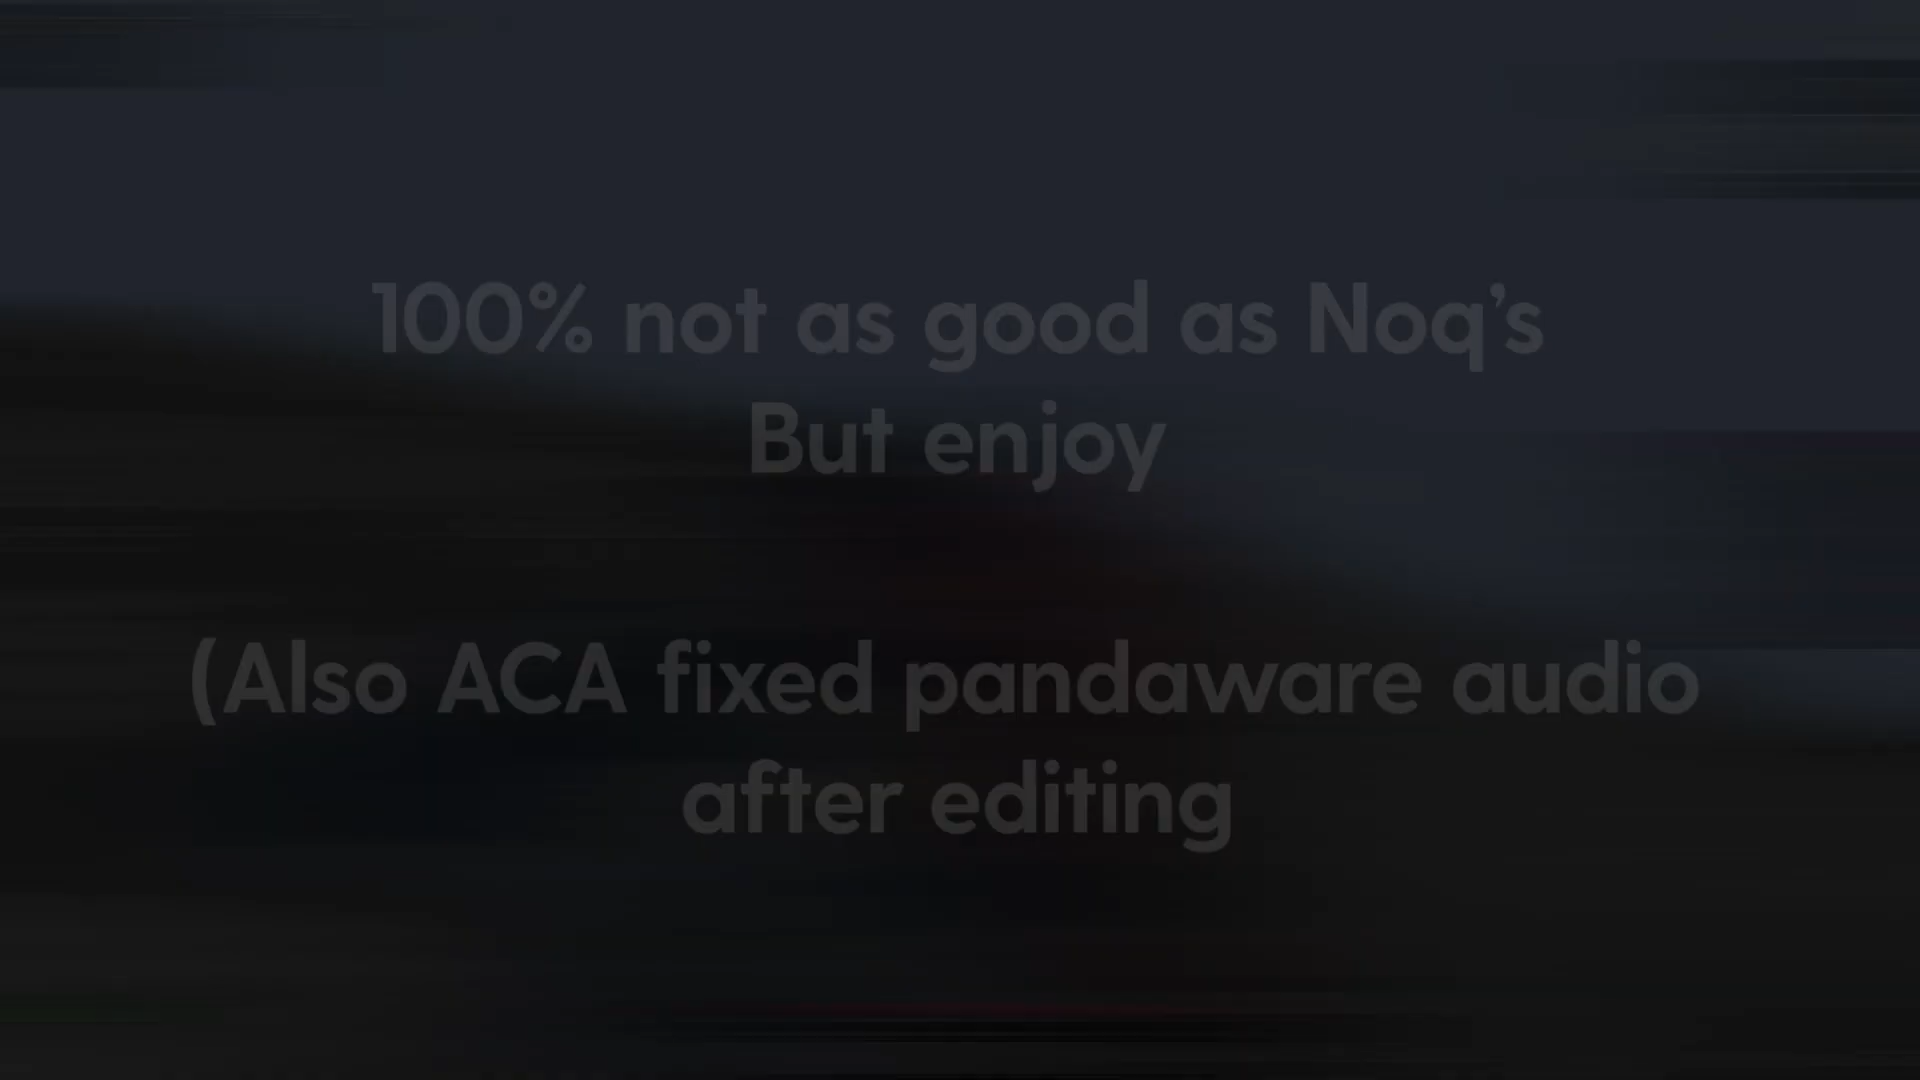 100% not as good as Noq’s
But enjoy
(Also ACA fixed pandaware audio
after editing